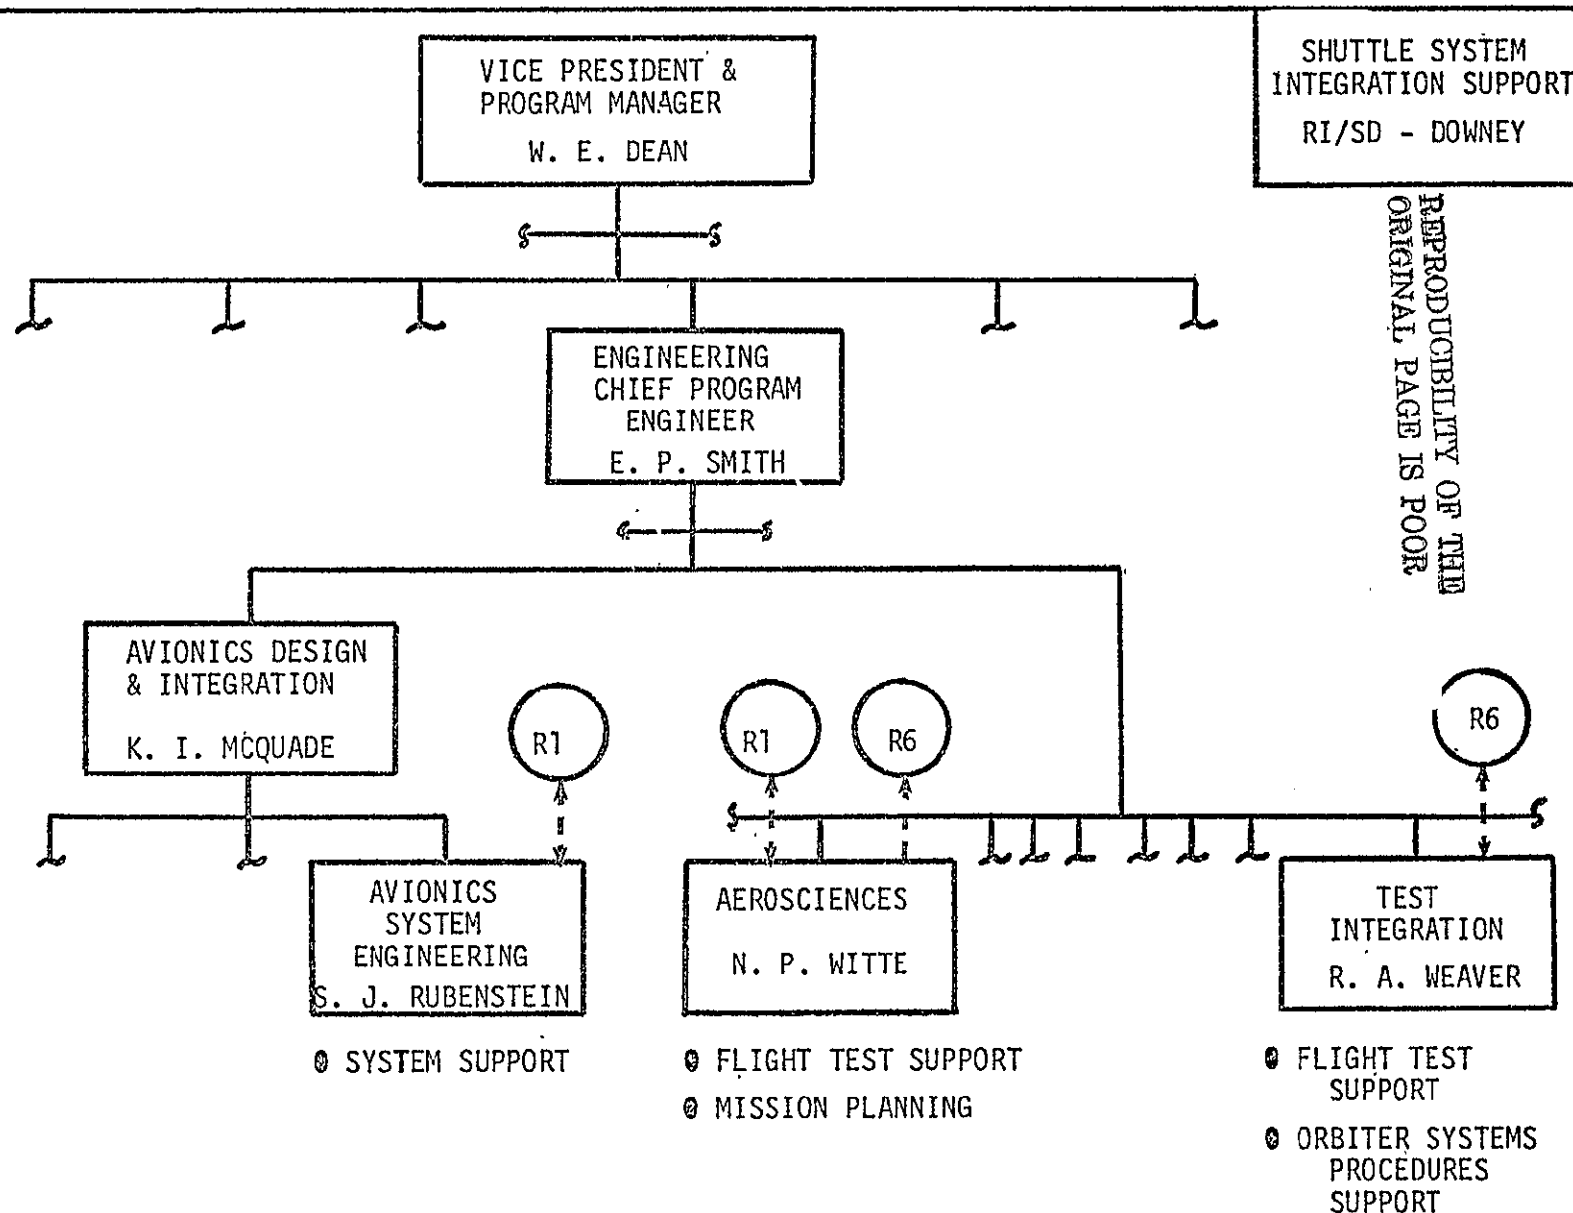 SHUTTLE SYSTEM
INTEGRATION SUPPORT
RI/SD - DOWNEY
VICE PRESIDENT &
PROGRAM MANAGER
W. E. DEAN
REPRODUCIBILITY OF THE
ORIGINAL PAGE IS POOR
ENGINEERING
CHIEF PROGRAM
ENGINEER
E. P. SMITH
AVIONICS DESIGN
& INTEGRATION
K. I. MCQUADE
R1
R1
R6
R6
AVIONICS
SYSTEM
ENGINEERING
S. J. RUBENSTEIN
AEROSCIENCES
N. P. WITTE
TEST
INTEGRATION
R. A. WEAVER
SYSTEM SUPPORT
FLIGHT TEST SUPPORT
MISSION PLANNING
FLIGHT TEST
SUPPORT
ORBITER SYSTEMS
PROCEDURES
SUPPORT